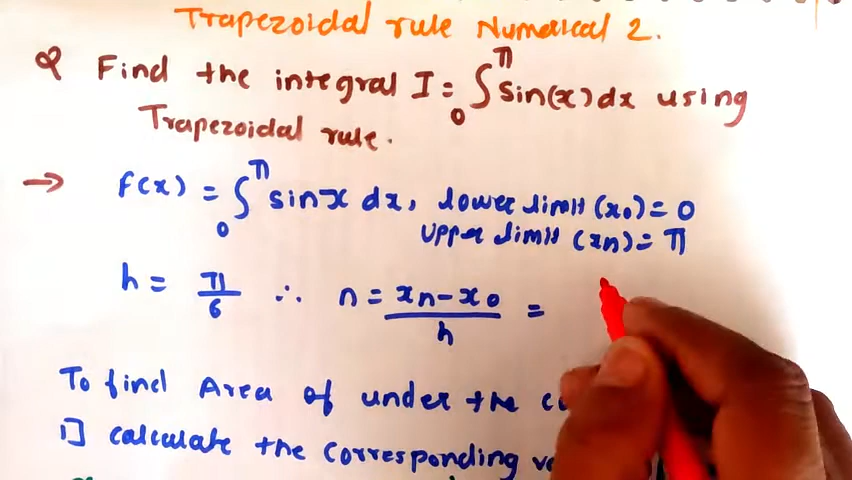 Trapezoidal rule Numerical 2.
Q Find the integral I = ∫₀^π sin(x) dx using
Trapezoidal rule.
→ f(x) = ∫₀^π sinx dx, lower limit (x₀) = 0
upper limit (xn) = π
h = π/6 ∴ n = (xn - x₀)/h =
To find Area of under the
1] calculate the corresponding